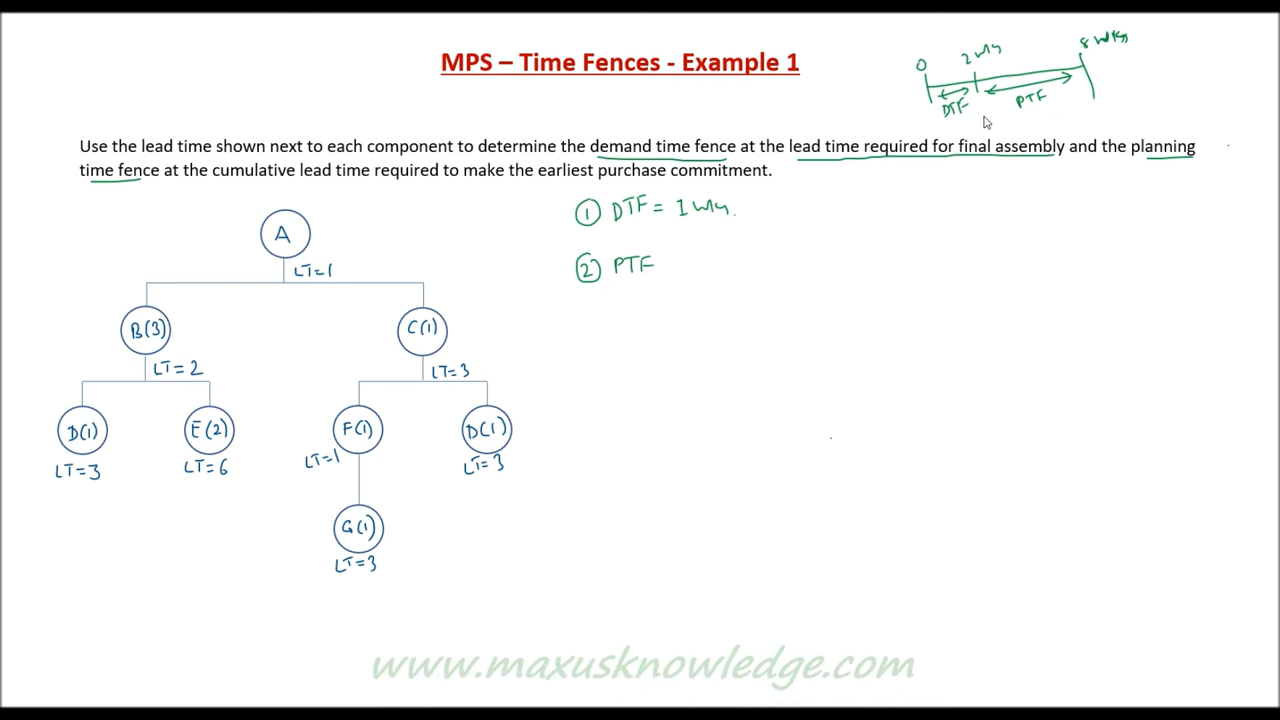 MPS – Time Fences - Example 1
0 2 wks 8 wks
DTF PTF
Use the lead time shown next to each component to determine the demand time fence at the lead time required for final assembly and the planning
time fence at the cumulative lead time required to make the earliest purchase commitment.
① DTF = 1 wks.
② PTF
A
LT=1
B(3)
C(1)
LT=2
LT=3
D(1)
E(2)
F(1)
D(1)
LT=3
LT=6
LT=1
LT=3
G(1)
LT=3
www.maxusknowledge.com